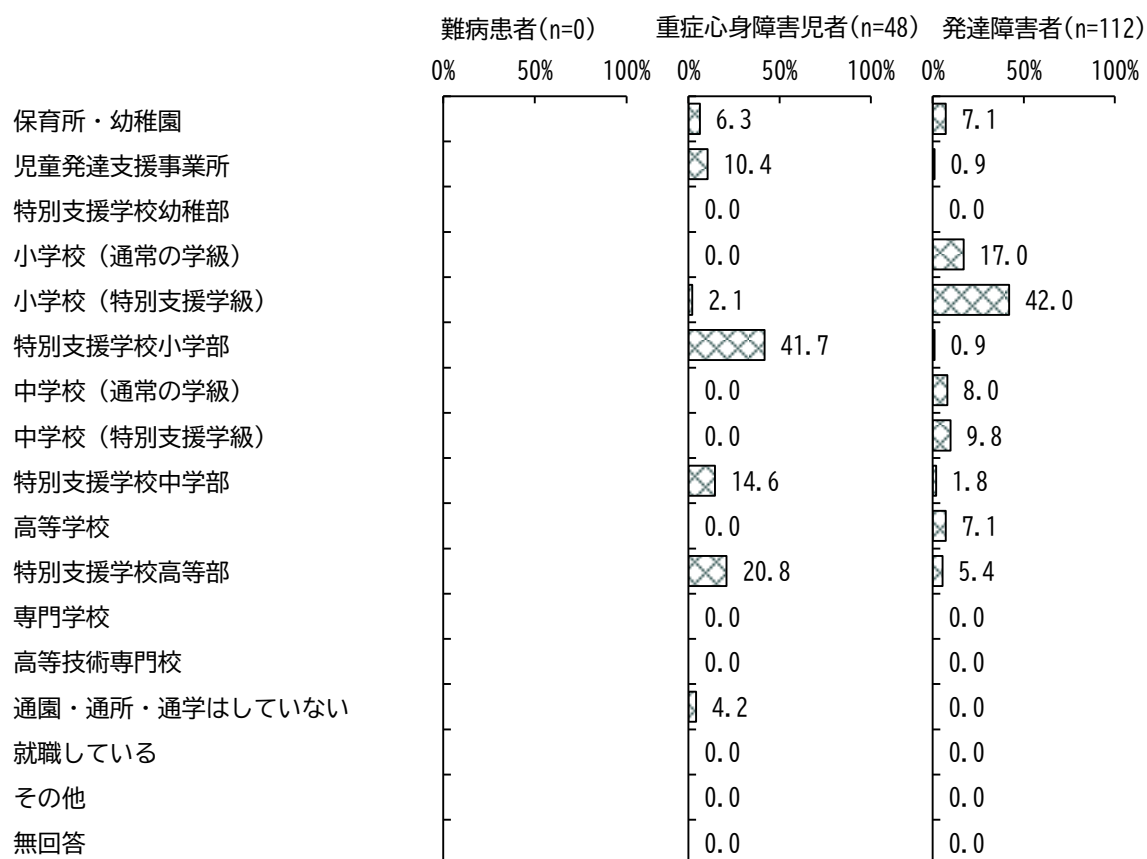 難病患者(n=0) 重症心身障害児者(n=48) 発達障害者(n=112)
0% 50% 100% 0% 50% 100% 0% 50% 100%
保育所・幼稚園 6.3 7.1
児童発達支援事業所 10.4 0.9
特別支援学校幼稚部 0.0 0.0
小学校（通常の学級） 0.0 17.0
小学校（特別支援学級） 2.1 42.0
特別支援学校小学部 41.7 0.9
中学校（通常の学級） 0.0 8.0
中学校（特別支援学級） 0.0 9.8
特別支援学校中学部 14.6 1.8
高等学校 0.0 7.1
特別支援学校高等部 20.8 5.4
専門学校 0.0 0.0
高等技術専門校 0.0 0.0
通園・通所・通学はしていない 4.2 0.0
就職している 0.0 0.0
その他 0.0 0.0
無回答 0.0 0.0